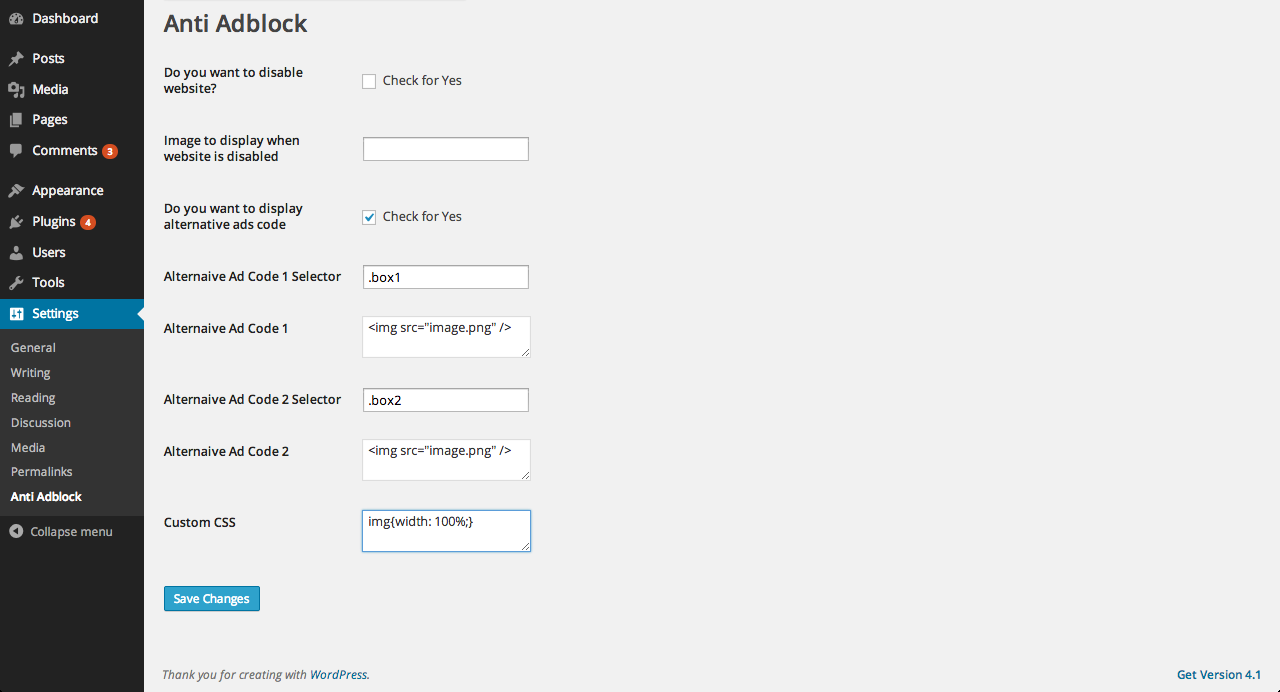 Dashboard
Posts
Media
Pages
Comments 3
Appearance
Plugins 4
Users
Tools
Settings
General
Writing
Reading
Discussion
Media
Permalinks
Anti Adblock
Collapse menu
Anti Adblock
Do you want to disable
website?
Check for Yes
Image to display when
website is disabled
Do you want to display
alternative ads code
Check for Yes
Alternaive Ad Code 1 Selector
.box1
Alternaive Ad Code 1
<img src="image.png" />
Alternaive Ad Code 2 Selector
.box2
Alternaive Ad Code 2
<img src="image.png" />
Custom CSS
img{width: 100%;}
Save Changes
Thank you for creating with WordPress.
Get Version 4.1